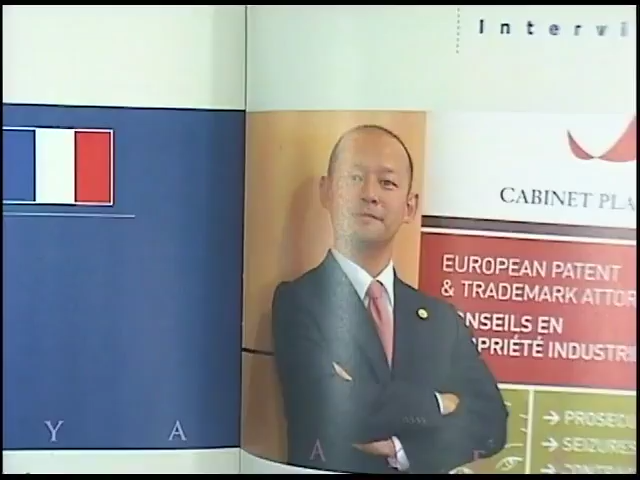 Intervi
CABINET PLA
EUROPEAN PATENT
& TRADEMARK ATTOR
NSEILS EN
PRIÉTÉ INDUSTRI
→ PROSECU
→ SEIZURES
Y A A F